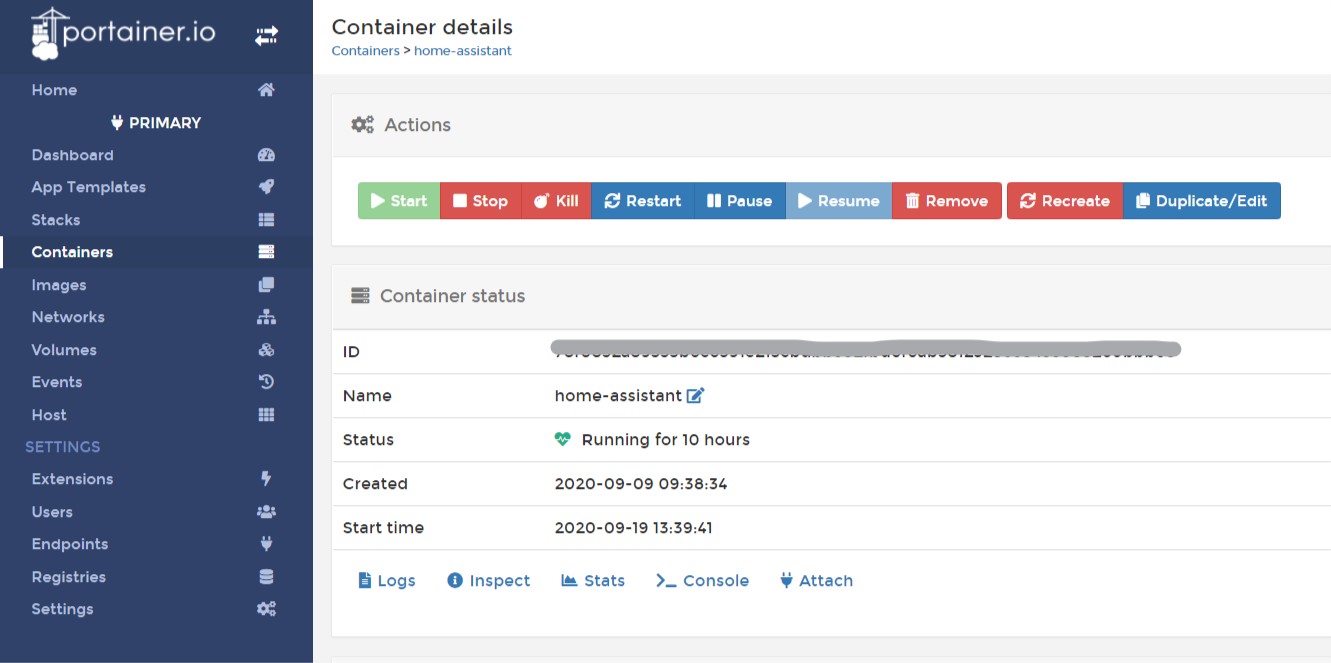 portainer.io
Home
PRIMARY
Dashboard
App Templates
Stacks
Containers
Images
Networks
Volumes
Events
Host
SETTINGS
Extensions
Users
Endpoints
Registries
Settings
Container details
Containers > home-assistant
Actions
Start Stop Kill Restart Pause Resume Remove Recreate Duplicate/Edit
Container status
ID
Name home-assistant
Status Running for 10 hours
Created 2020-09-09 09:38:34
Start time 2020-09-19 13:39:41
Logs Inspect Stats Console Attach